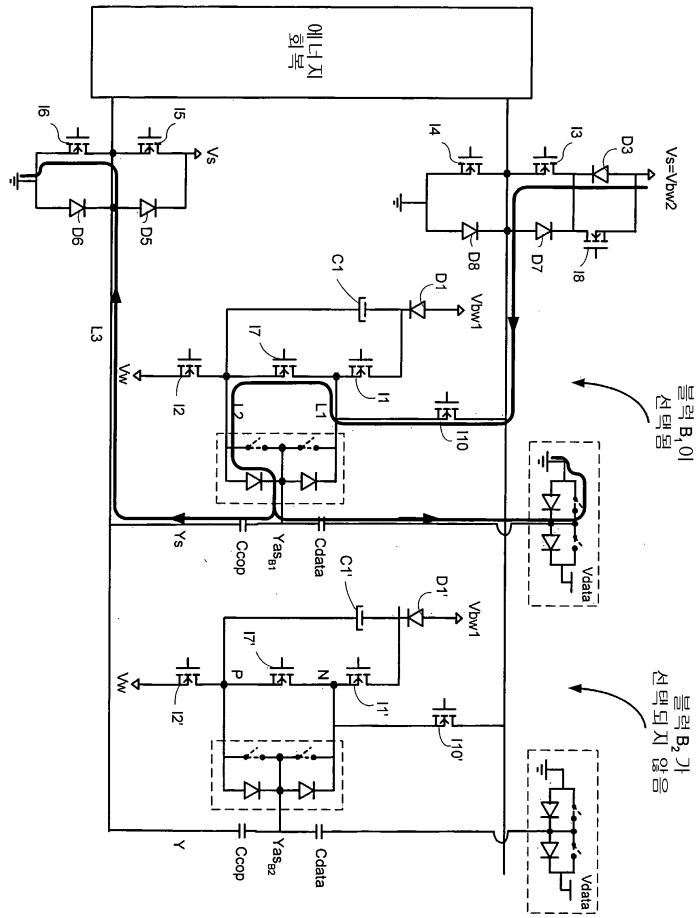 블럭 B₁이
선택됨
블럭 B₂가
선택되지 않음
Vs=Vbw2
D3
I3
I8
I4
D7
D8
Vdata
Vdata
에너지
회복
Vbw1
D1
C1
I10
I1
I7
I2
L1
L2
Vw
Cdata
Yas_B1
Ccop
Ys
Vbw1
D1'
C1'
I10'
I1'
I7'
I2'
N
P
Vw
Cdata
Yas_B2
Ccop
Y
Vs
I5
I6
D5
D6
L3